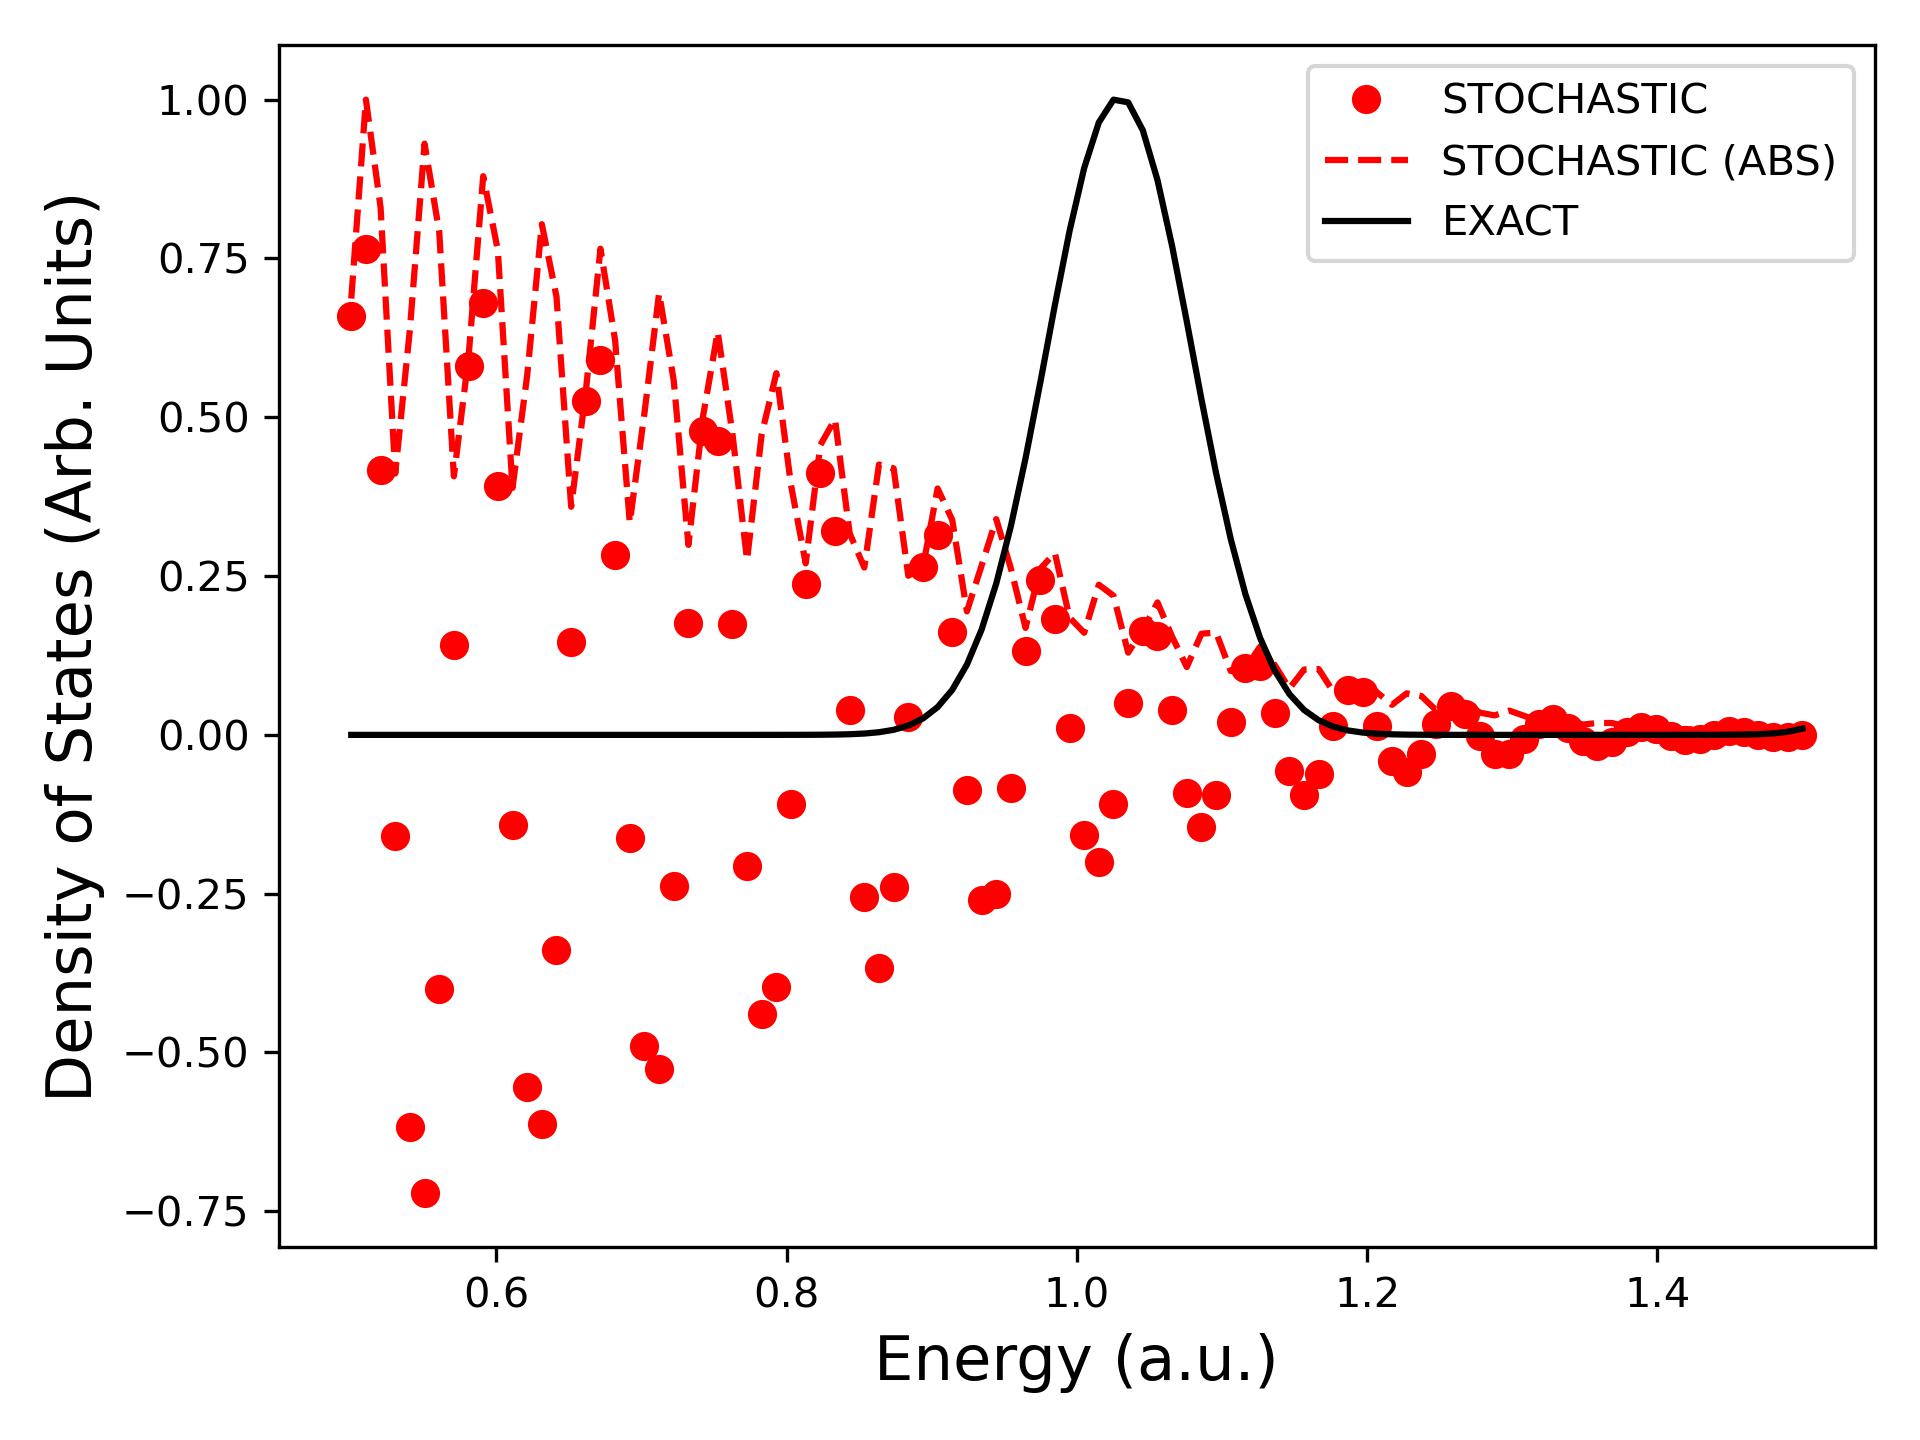 STOCHASTIC
STOCHASTIC (ABS)
EXACT
Density of States (Arb. Units)
1.00
0.75
0.50
0.25
0.00
−0.25
−0.50
−0.75
0.6 0.8 1.0 1.2 1.4
Energy (a.u.)